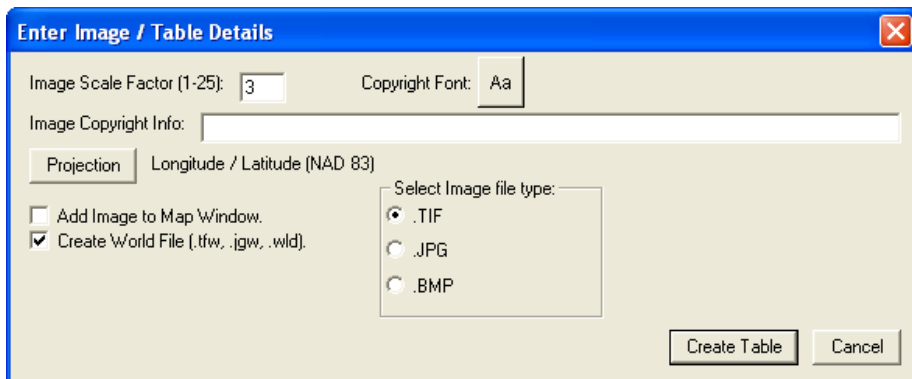 Enter Image / Table Details
Image Scale Factor (1-25): 3 Copyright Font: Aa
Image Copyright Info:
Projection Longitude / Latitude (NAD 83)
Select Image file type:
Add Image to Map Window.
.TIF
Create World File (.tfw, .jgw, .wld).
.JPG
.BMP
Create Table Cancel